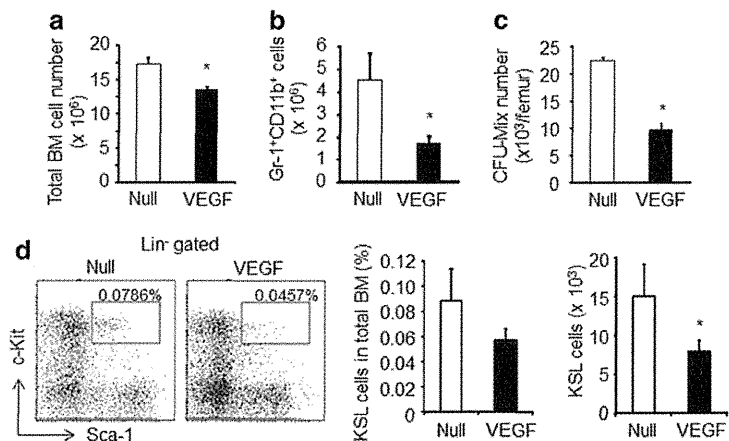 a
Total BM cell number
(x 10⁶)
20
15
10
5
0
*
Null VEGF
b
Gr-1⁺CD11b⁺ cells
(x 10⁶)
6
5
4
3
2
1
0
*
Null VEGF
c
CFU-Mix number
(x10³/femur)
25
20
15
10
5
0
*
Null VEGF
d
Lin⁻ gated
Null VEGF
0.0786% 0.0457%
c-Kit
Sca-1
KSL cells in total BM (%)
0.12
0.10
0.08
0.06
0.04
0.02
0
Null VEGF
KSL cells (x 10³)
20
15
10
5
0
*
Null VEGF